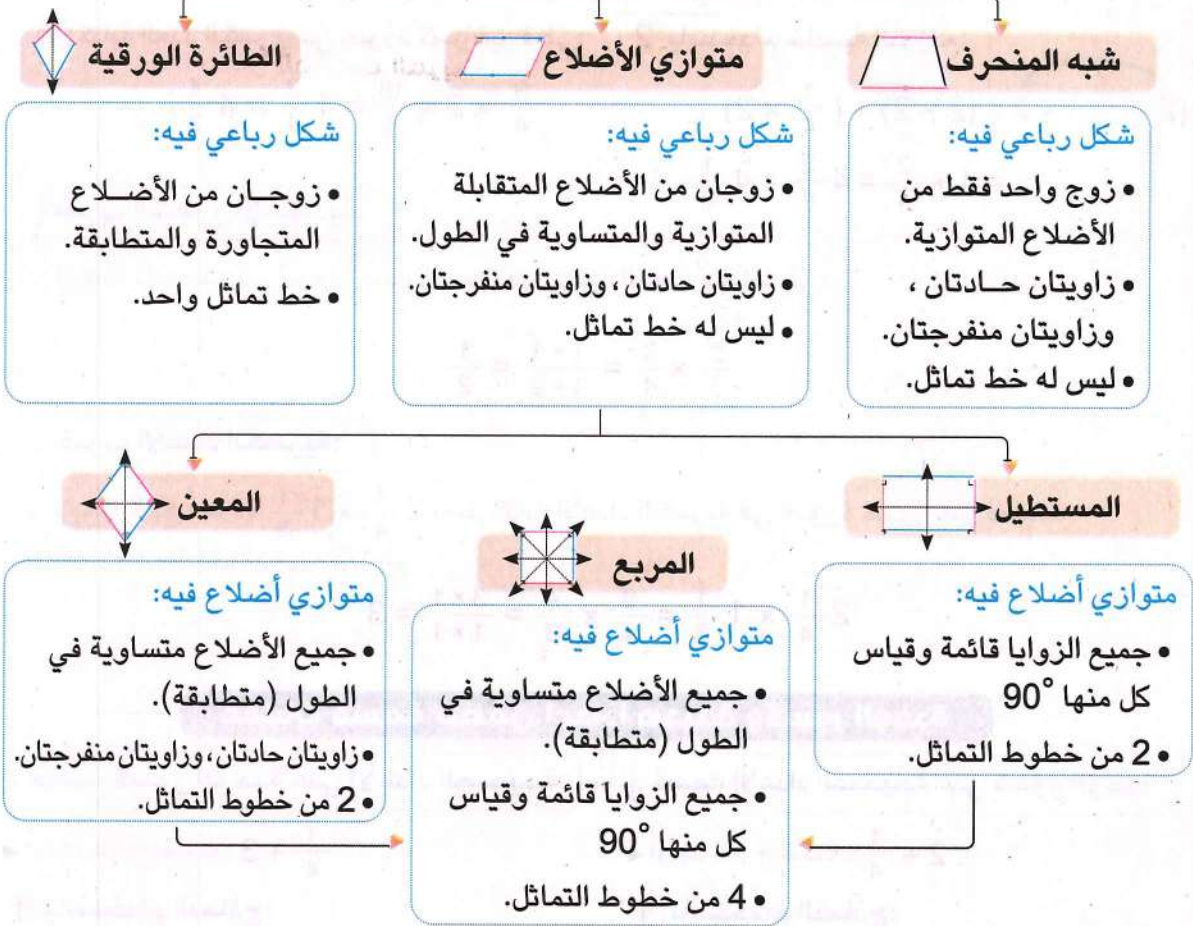 شبه المنحرف
شكل رباعي فيه:
• زوج واحد فقط من
الأضلاع المتوازية.
• زاويتان حــادتان ،
وزاويتان منفرجتان.
• ليس له خط تماثل.
متوازي الأضلاع
شكل رباعي فيه:
• زوجان من الأضلاع المتقابلة
المتوازية والمتساوية في الطول.
• زاويتان حادتان ، وزاويتان منفرجتان.
• ليس له خط تماثل.
الطائرة الورقية
شكل رباعي فيه:
• زوجــان من الأضــلاع
المتجاورة والمتطابقة.
• خط تماثل واحد.
المستطيل
متوازي أضلاع فيه:
• جميع الزوايا قائمة وقياس
كل منها 90°
• 2 من خطوط التماثل.
المربع
متوازي أضلاع فيه:
• جميع الأضلاع متساوية في
الطول (متطابقة).
• جميع الزوايا قائمة وقياس
كل منها 90°
• 4 من خطوط التماثل.
المعين
متوازي أضلاع فيه:
• جميع الأضلاع متساوية في
الطول (متطابقة).
• زاويتان حادتان ، وزاويتان منفرجتان.
• 2 من خطوط التماثل.